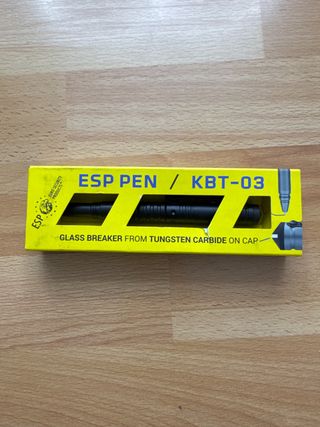 ESP PEN / KBT-03
ESP
GLASS BREAKER FROM TUNGSTEN CARBIDE ON CAP